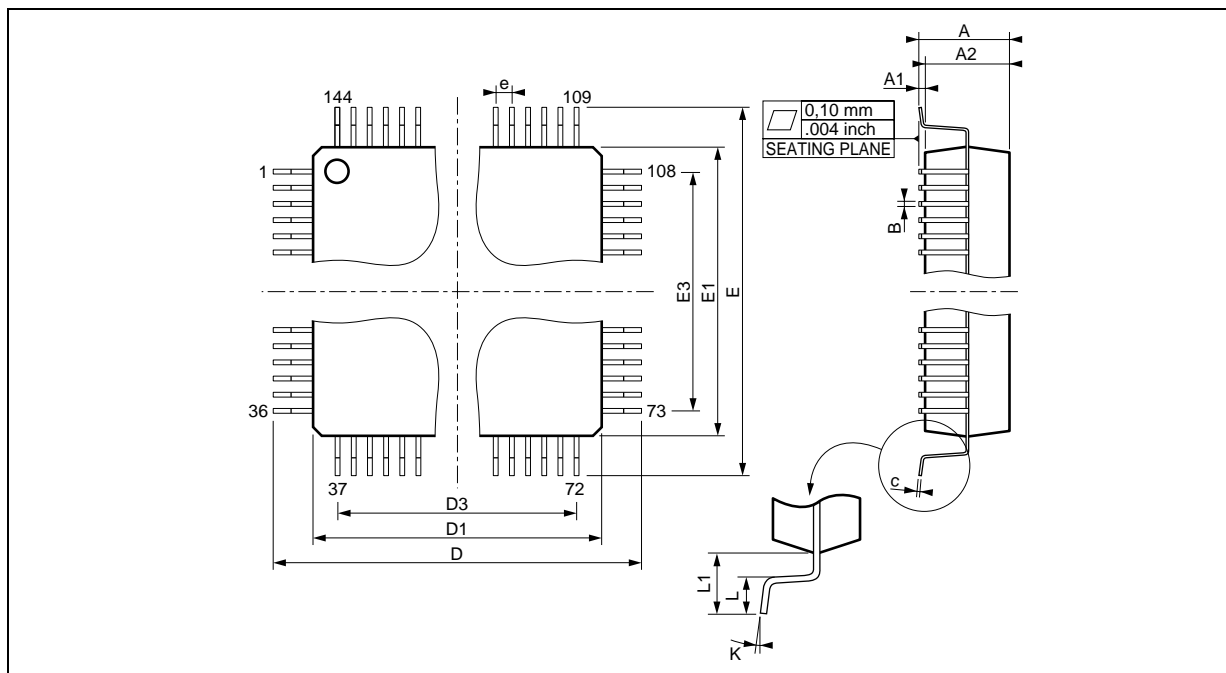 A
A2
A1
e
144
109
0,10 mm
.004 inch
SEATING PLANE
1
108
B
E3
E1
E
36
73
37
72
c
D3
D1
D
L1
L
K